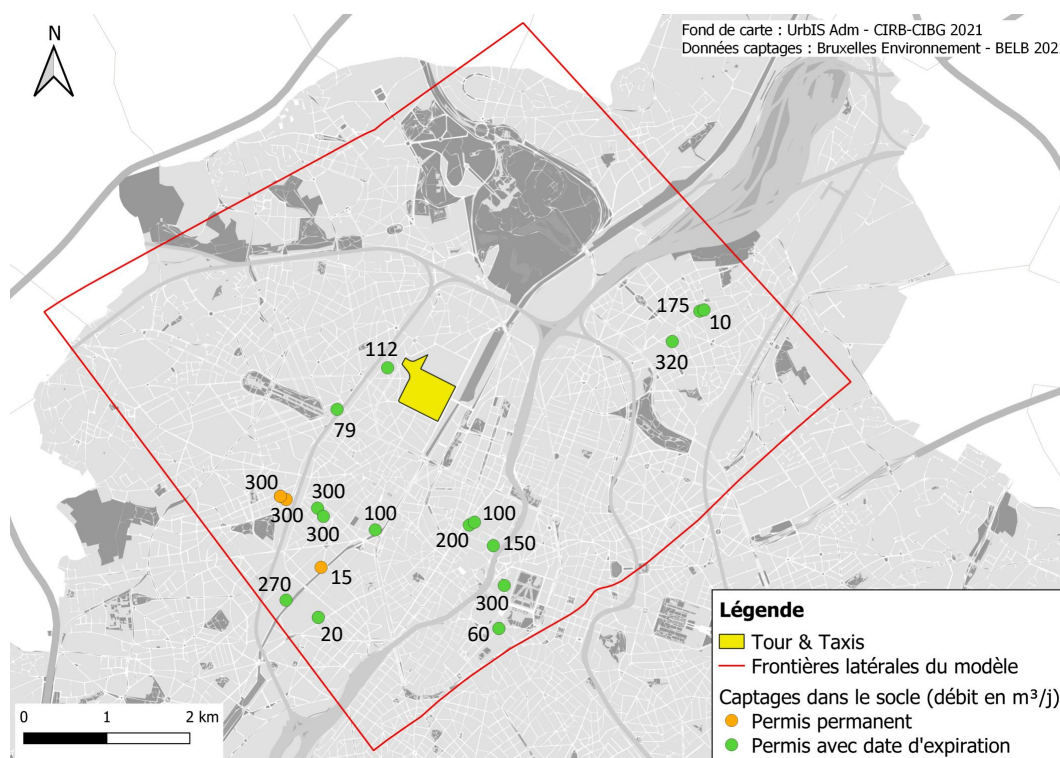 Fond de carte : UrbIS Adm - CIRB-CIBG 2021
Données captages : Bruxelles Environnement - BELB 202
N
175
10
320
112
79
300
300
300
300
100
100
200
150
15
270
300
20
60
Légende
Tour & Taxis
Frontières latérales du modèle
Captages dans le socle (débit en m³/j)
Permis permanent
Permis avec date d'expiration
0 1 2 km